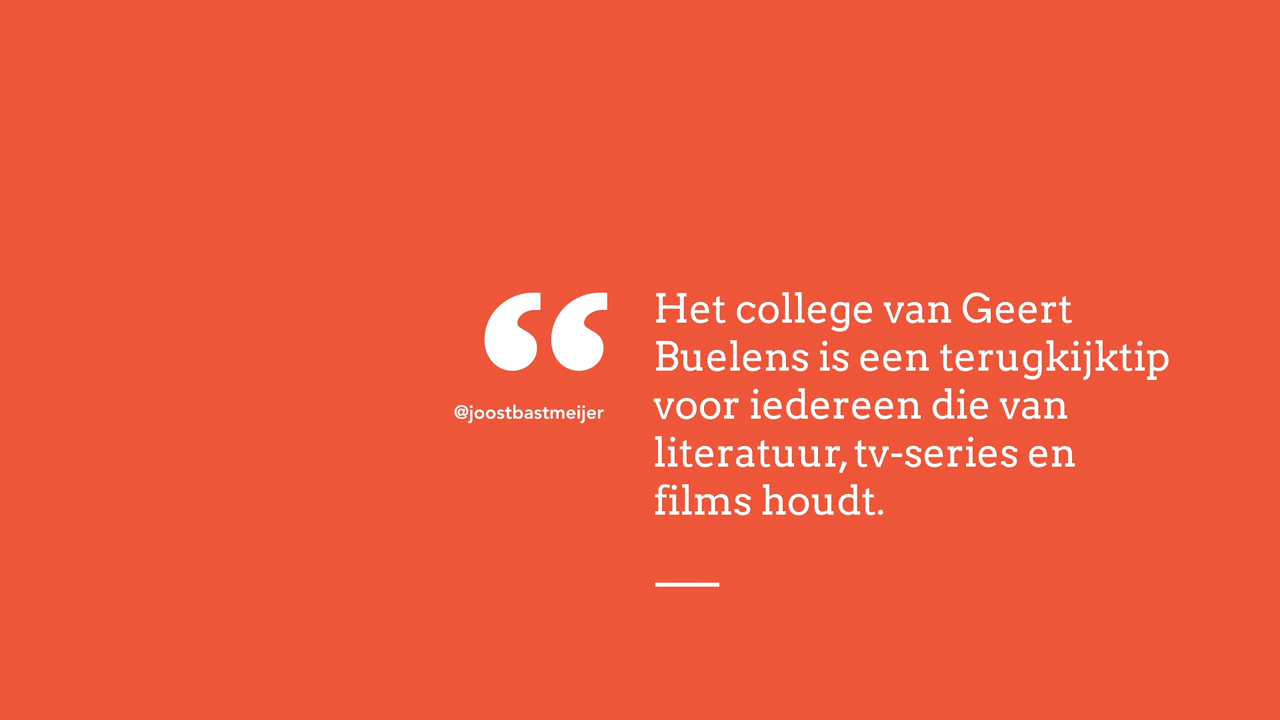 “
@joostbastmeijer
Het college van Geert
Buelens is een terugkijktip
voor iedereen die van
literatuur, tv-series en
films houdt.